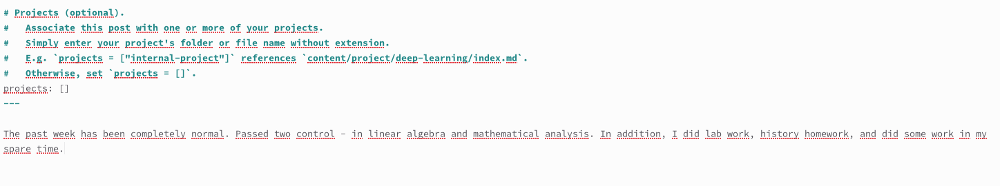 # Projects (optional).
#   Associate this post with one or more of your projects.
#   Simply enter your project's folder or file name without extension.
#   E.g. `projects = ["internal-project"]` references `content/project/deep-learning/index.md`.
#   Otherwise, set `projects = []`.
projects: []
---
The past week has been completely normal. Passed two control - in linear algebra and mathematical analysis. In addition, I did lab work, history homework, and did some work in my
spare time.